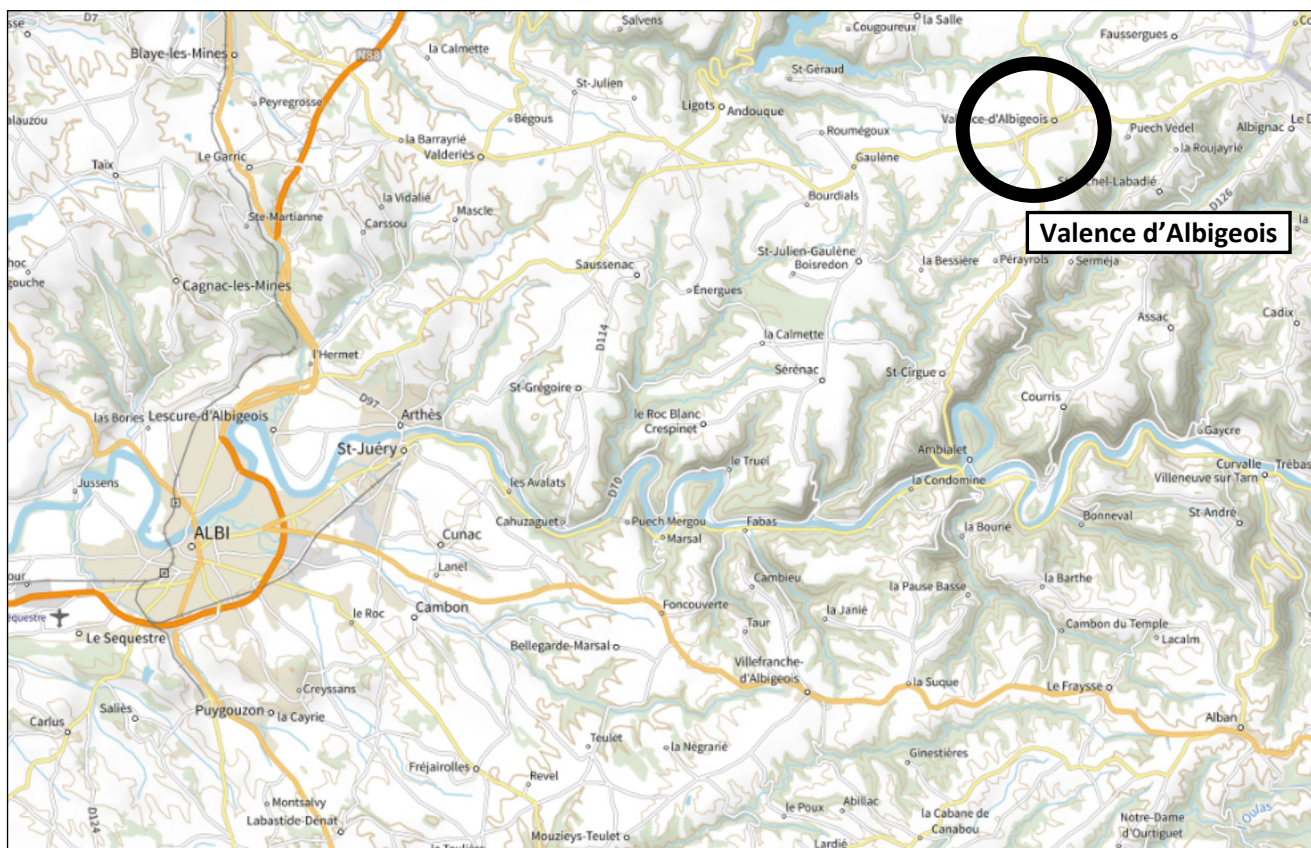 D7
Salvens
la Salle
Cougoureux
Faussergues
Blaye-les-Mines
N88
la Calmette
St-Géraud
St-Julien
Peyregrosse
Ligots
Andouque
Valence-d'Albigeois
Bégous
Roumégoux
Puech Vedel
Albignac
la Barrayrié
Valderiès
la Roujayrié
Taix
Le Garric
Gaulène
la Vidalié
Bourdials
D126
Ste-Martianne
Mascle
Carssou
Valence d'Albigeois
St-Julien-Gaulène
Boisredon
Saussenac
la Bessière
Pérayrols
Serméja
Cagnac-les-Mines
Énergues
Assac
Cadix
D114
la Calmette
l'Hermet
St-Grégoire
Sérénac
St-Cirgue
D97
Courris
las Bories
Lescure-d'Albigeois
Arthès
le Roc Blanc
Crespinet
Gaycre
St-Juéry
Ambialet
le Truel
Curvalle
Villeneuve sur Tarn
Jussens
les Avalats
D70
la Condomine
Cahuzaguet
Puech Mergou
Fabas
Marsal
la Bourié
Bonneval
St-André
ALBI
Cunac
Lanel
Cambieu
la Pause Basse
la Barthe
le Roc
Cambon
Foncouverte
la Janié
Taur
Cambon du Temple
Lacalm
Le Sequestre
Bellegarde-Marsal
Villefranche-
d'Albigeois
la Suque
Le Fraysse
Creyssans
Saliès
Puygouzon
la Cayrie
Carlus
Alban
Teulet
la Négrarié
Ginestières
Fréjairolles
Revel
D124
Montsalvy
Labastide-Dénat
le Poux
Abillac
la Cabane de
Canabou
Notre-Dame
d'Ourtiguet
Oulas
Mouzieys-Teulet
Lardié